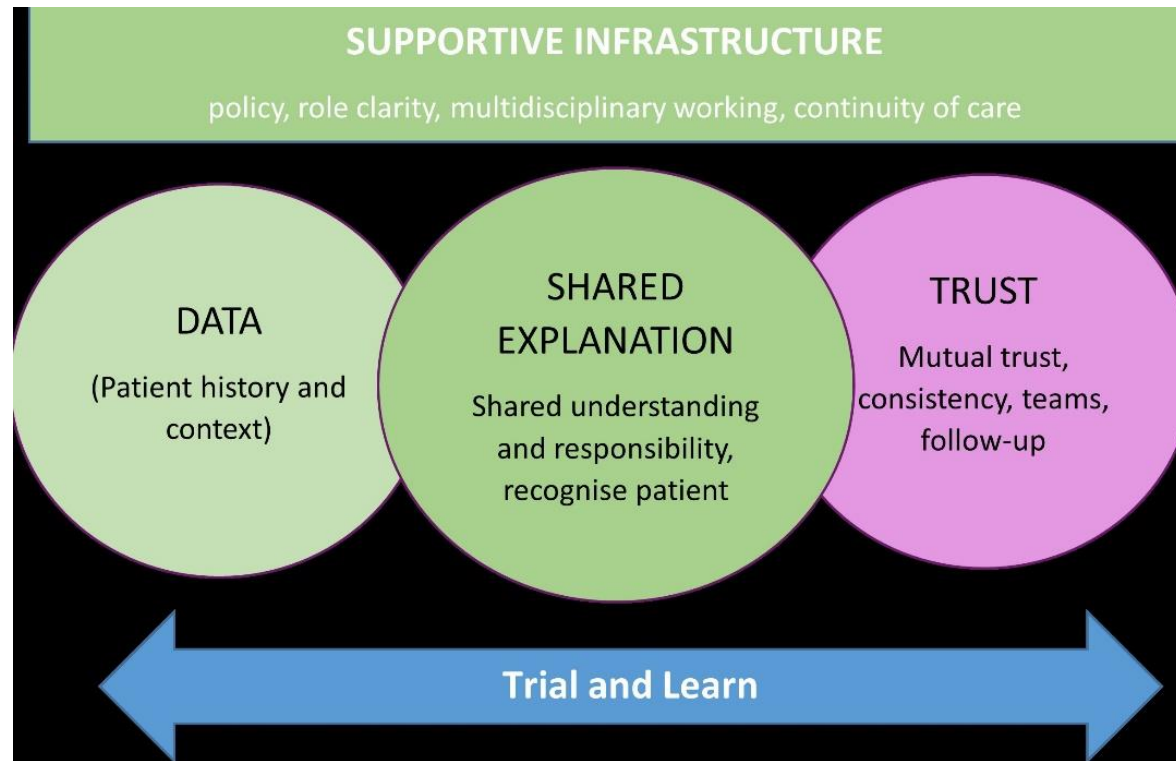 SUPPORTIVE INFRASTRUCTURE
policy, role clarity, multidisciplinary working, continuity of care
DATA
(Patient history and
context)
SHARED
EXPLANATION
Shared understanding
and responsibility,
recognise patient
TRUST
Mutual trust,
consistency, teams,
follow-up
Trial and Learn